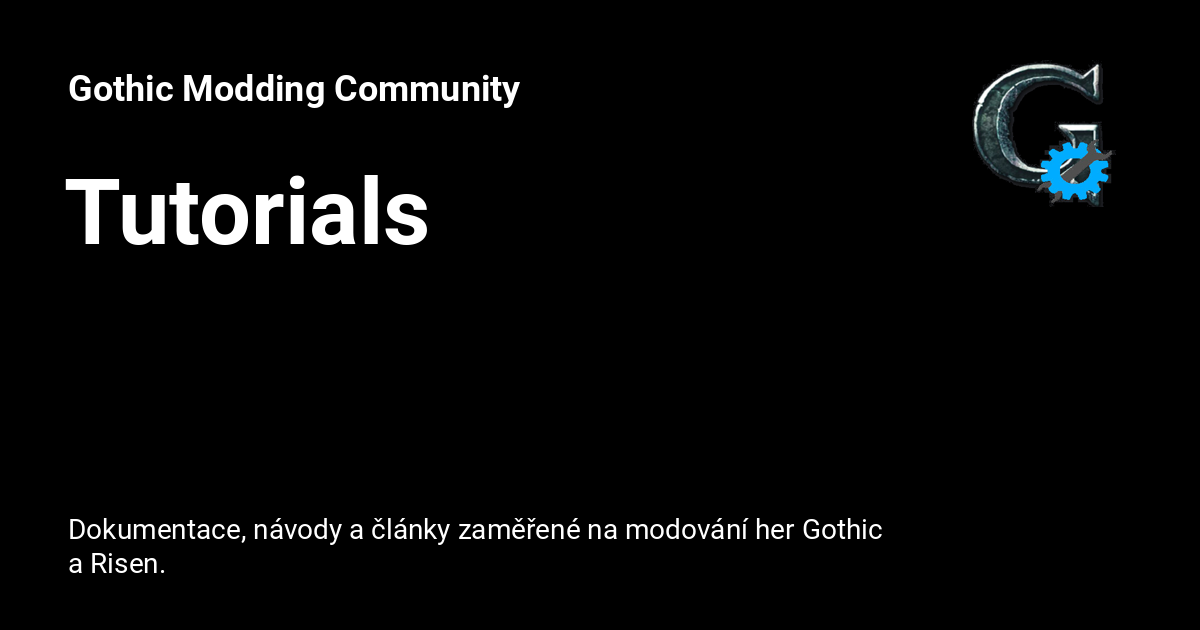 Gothic Modding Community
Tutorials
Dokumentace, návody a články zaměřené na modování her Gothic
a Risen.